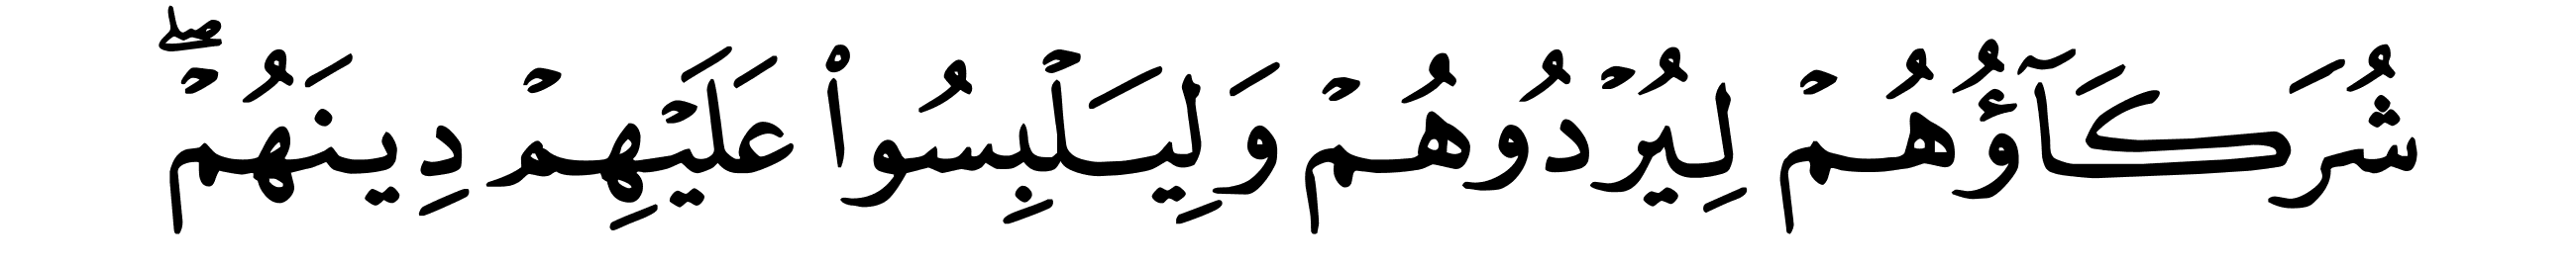 شُرَكَآؤُهُمۡ لِيُرۡدُوهُمۡ وَلِيَلۡبِسُواْ عَلَيۡهِمۡ دِينَهُمۡۖ